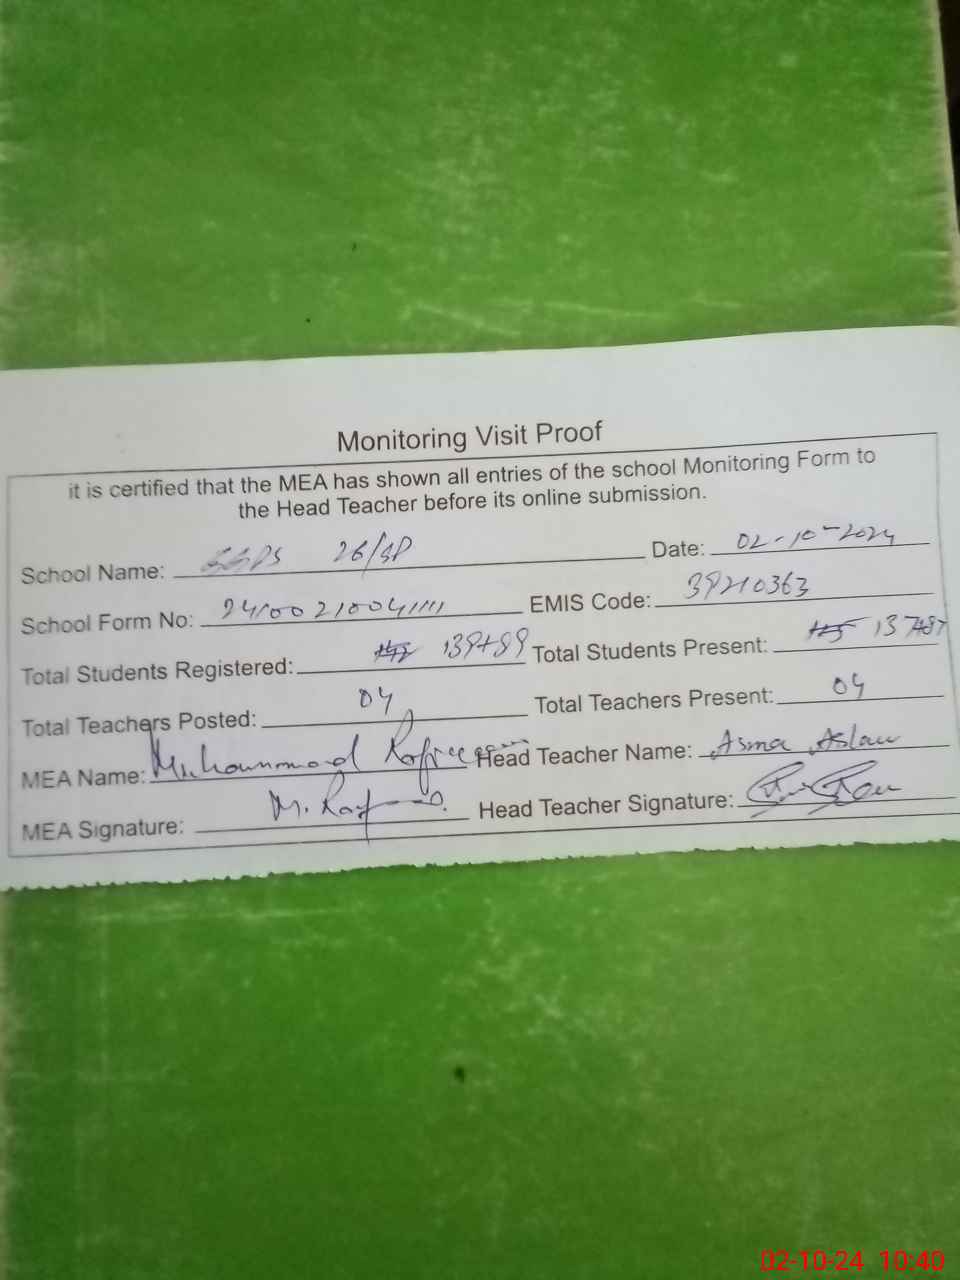 Monitoring Visit Proof
it is certified that the MEA has shown all entries of the school Monitoring Form to
the Head Teacher before its online submission.
School Name: GGPS 26/SP Date: 02-10-2024
School Form No: 24100210041111 EMIS Code: 39210363
Total Students Registered: 139+89 Total Students Present: 137+87
Total Teachers Posted: 04 Total Teachers Present: 04
MEA Name: Muhammad Head Teacher Name: Asma Aslam
MEA Signature: Head Teacher Signature:
02-10-24 10:40